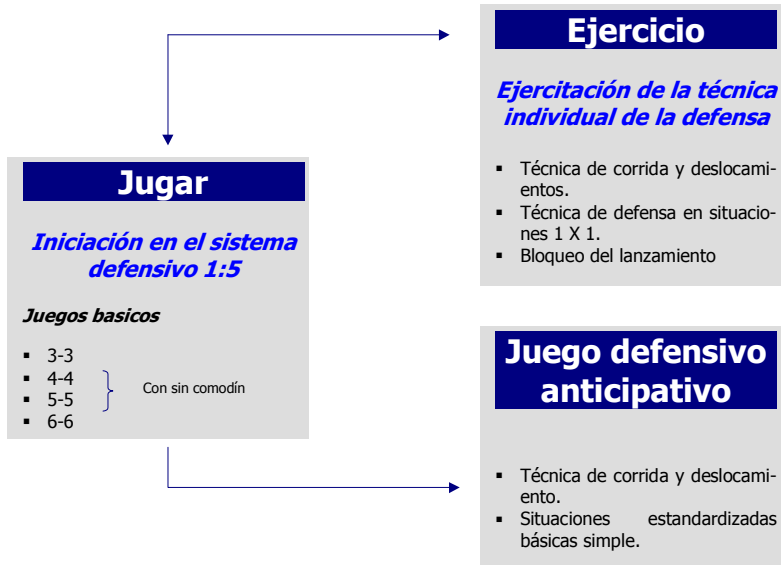 Jugar
Iniciación en el sistema
defensivo 1:5
Juegos basicos
▪ 3-3
▪ 4-4
▪ 5-5
▪ 6-6
Con sin comodín
Ejercicio
Ejercitación de la técnica
individual de la defensa
▪ Técnica de corrida y deslocami-
entos.
▪ Técnica de defensa en situacio-
nes 1 X 1.
▪ Bloqueo del lanzamiento
Juego defensivo
anticipativo
▪ Técnica de corrida y deslocami-
ento.
▪ Situaciones estandardizadas
básicas simple.